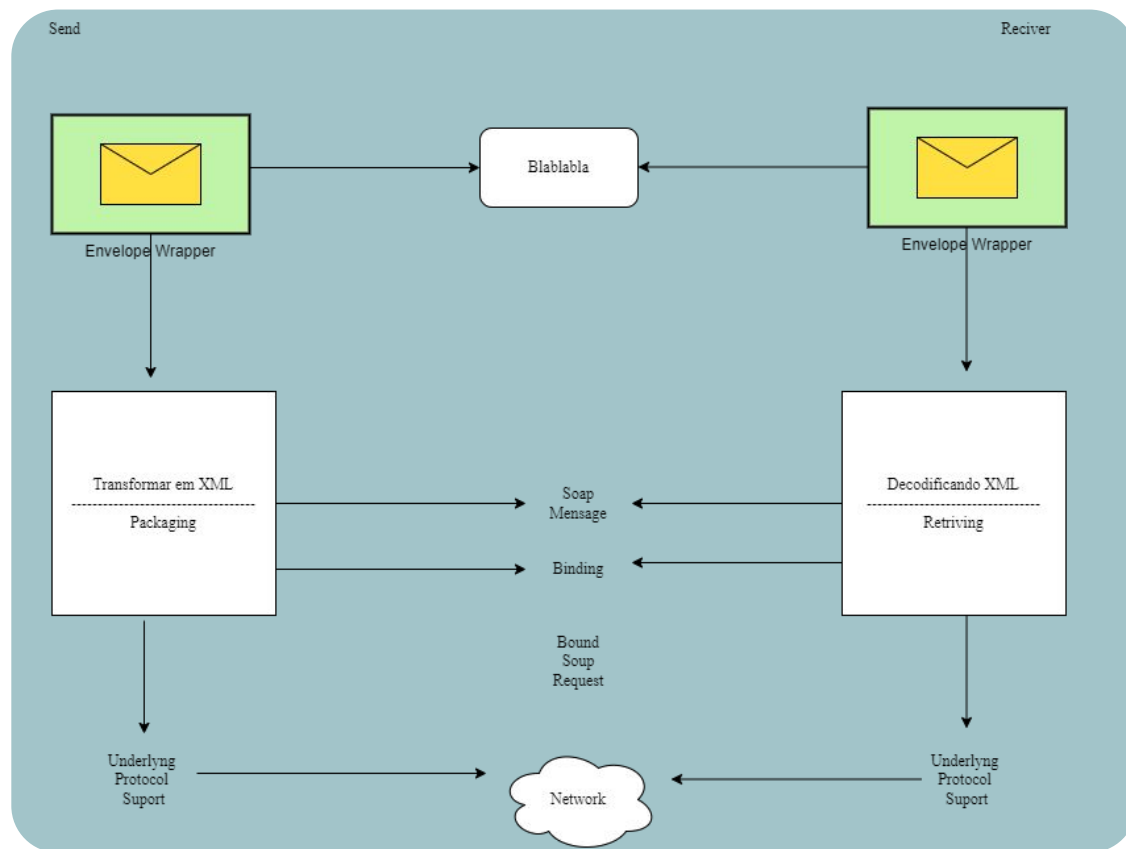 Send
Reciver
Blablabla
Envelope Wrapper
Envelope Wrapper
Transformar em XML
Packaging
Decodificando XML
Retriving
Soap
Message
Binding
Bound
Soup
Request
Underlyng
Protocol
Suport
Network
Underlyng
Protocol
Suport